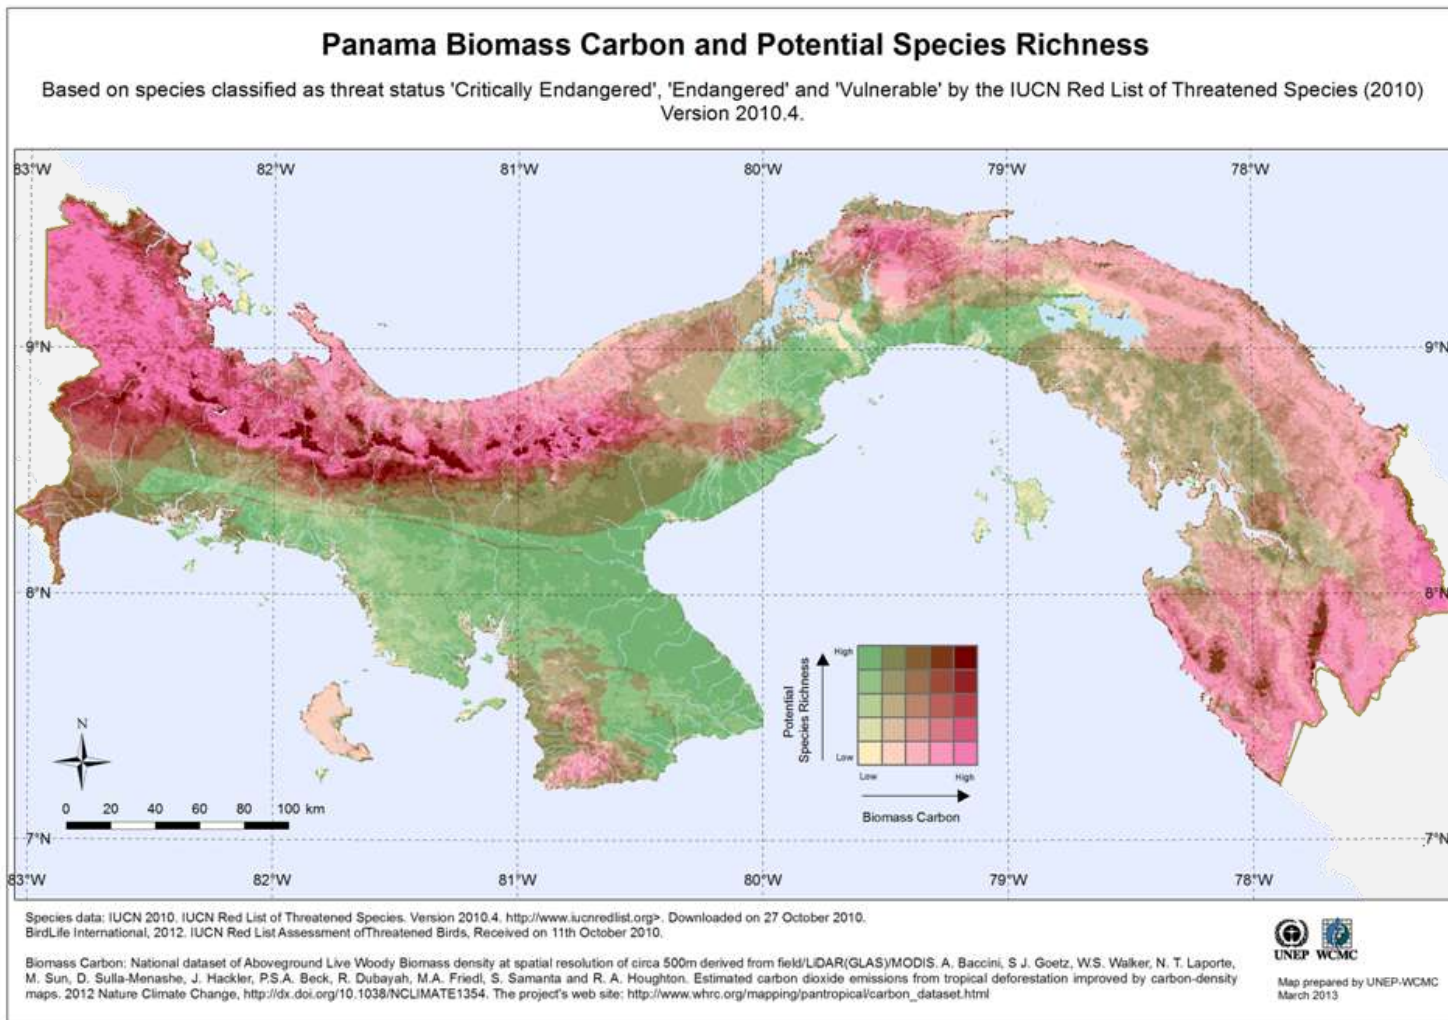 Panama Biomass Carbon and Potential Species Richness
Based on species classified as threat status 'Critically Endangered', 'Endangered' and 'Vulnerable' by the IUCN Red List of Threatened Species (2010)
Version 2010.4.
83°W 82°W 81°W 80°W 79°W 78°W
9°N 9°N
8°N 8°N
High
Potential
Species Richness
Low
Low High
Biomass Carbon
N
0 20 40 60 80 100 km
7°N 7°N
83°W 82°W 81°W 80°W 79°W 78°W
Species data: IUCN 2010. IUCN Red List of Threatened Species. Version 2010.4. http://www.iucnredlist.org>. Downloaded on 27 October 2010.
BirdLife International, 2012. IUCN Red List Assessment ofThreatened Birds, Received on 11th October 2010.
Biomass Carbon: National dataset of Aboveground Live Woody Biomass density at spatial resolution of circa 500m derived from field/LiDAR(GLAS)/MODIS. A. Baccini, S J. Goetz, W.S. Walker, N. T. Laporte,
M. Sun, D. Sulla-Menashe, J. Hackler, P.S.A. Beck, R. Dubayah, M.A. Friedl, S. Samanta and R. A. Houghton. Estimated carbon dioxide emissions from tropical deforestation improved by carbon-density
maps. 2012 Nature Climate Change, http://dx.doi.org/10.1038/NCLIMATE1354. The project's web site: http://www.whrc.org/mapping/pantropical/carbon_dataset.html
UNEP WCMC
Map prepared by UNEP-WCMC
March 2013